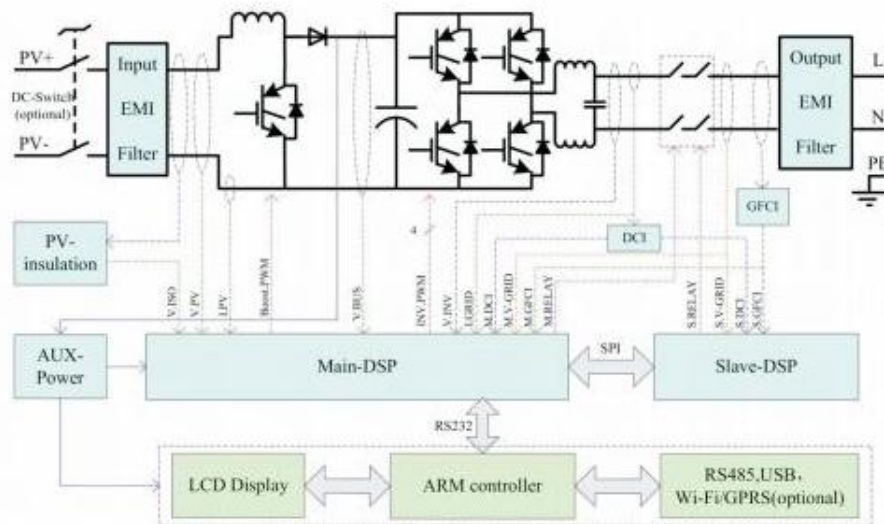 PV+
DC-Switch
(optional)
PV-
Input
EMI
Filter
Output
EMI
Filter
L
N
PE
GFCI
DCI
PV-
insulation
4
V.ISO
V.PV
I.PV
Boost.PWM
V.BUS
INV.PWM
V.INV
I.GRID
M.DCI
M.V-GRID
M.GFCI
M.RELAY
S.RELAY
S.V-GRID
S.DCI
S.GFCI
AUX-
Power
Main-DSP
SPI
Slave-DSP
RS232
LCD Display
ARM controller
RS485,USB,
Wi-Fi/GPRS(optional)